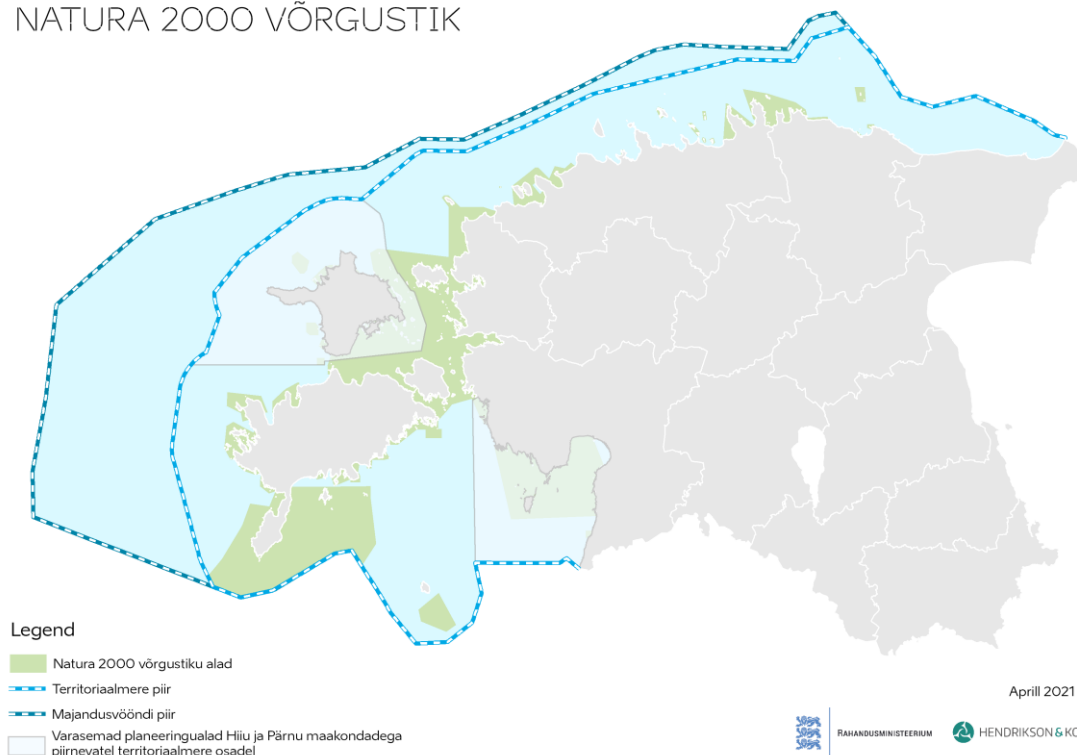 NATURA 2000 VÕRGUSTIK
Legend
Natura 2000 võrgustiku alad
Territoriaalmere piir
Majandusvööndi piir
Varasemad planeeringualad Hiiu ja Pärnu maakondadega
piirnevatel territoriaalmere osadel
Aprill 2021
RAHANDUSMINISTEERIUM
HENDRIKSON & KO